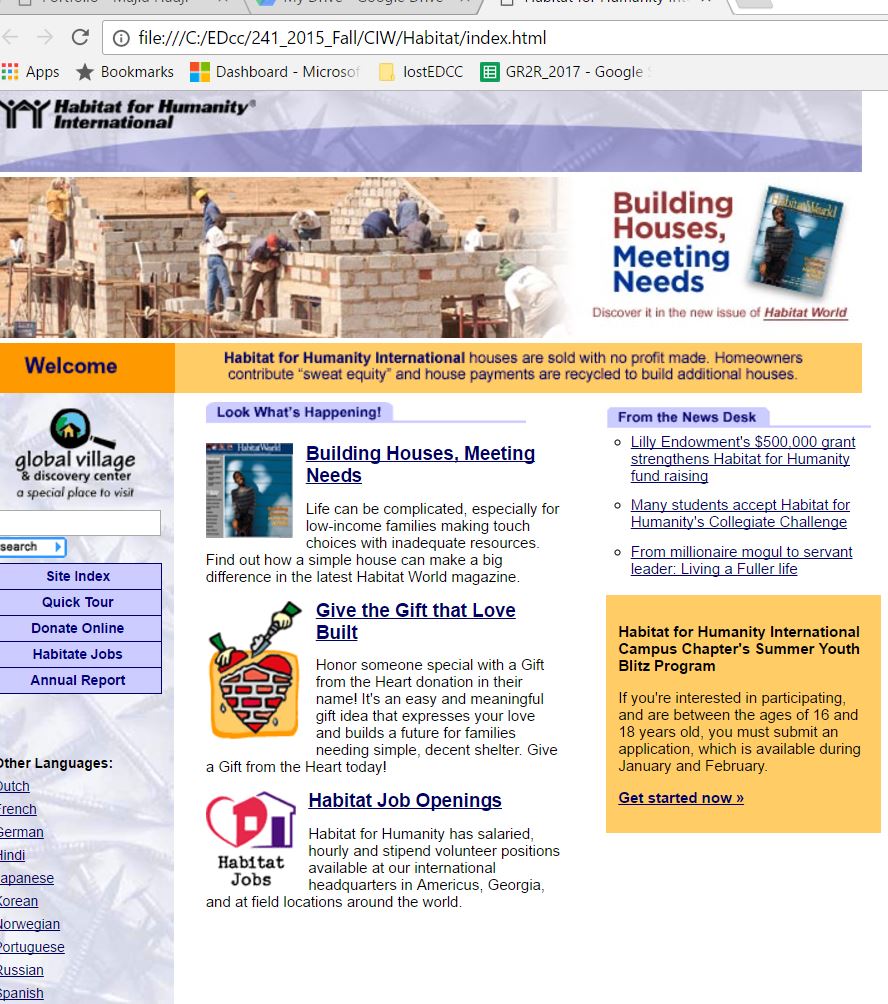 Portfolio - Majid Hadji
My Drive - Google Drive
Habitat for Humanity Inter
file:///C:/EDcc/241_2015_Fall/CIW/Habitat/index.html
Apps
Bookmarks
Dashboard - Microsof
lostEDCC
GR2R_2017 - Google
Habitat for Humanity®
International
Building
Houses,
Meeting
Needs
Habitat World
Discover it in the new issue of Habitat World
Welcome
Habitat for Humanity International houses are sold with no profit made. Homeowners
contribute “sweat equity” and house payments are recycled to build additional houses.
global village
& discovery center
a special place to visit
search
Site Index
Quick Tour
Donate Online
Habitate Jobs
Annual Report
Other Languages:
Dutch
French
German
Hindi
Japanese
Korean
Norwegian
Portuguese
Russian
Spanish
Look What's Happening!
Habitat World
Building Houses, Meeting
Needs
Life can be complicated, especially for
low-income families making touch
choices with inadequate resources.
Find out how a simple house can make a big
difference in the latest Habitat World magazine.
Give the Gift that Love
Built
Honor someone special with a Gift
from the Heart donation in their
name! It's an easy and meaningful
gift idea that expresses your love
and builds a future for families
needing simple, decent shelter. Give
a Gift from the Heart today!
Habitat
Jobs
Habitat Job Openings
Habitat for Humanity has salaried,
hourly and stipend volunteer positions
available at our international
headquarters in Americus, Georgia,
and at field locations around the world.
From the News Desk
Lilly Endowment's $500,000 grant
strengthens Habitat for Humanity
fund raising
Many students accept Habitat for
Humanity's Collegiate Challenge
From millionaire mogul to servant
leader: Living a Fuller life
Habitat for Humanity International
Campus Chapter's Summer Youth
Blitz Program
If you're interested in participating,
and are between the ages of 16 and
18 years old, you must submit an
application, which is available during
January and February.
Get started now »